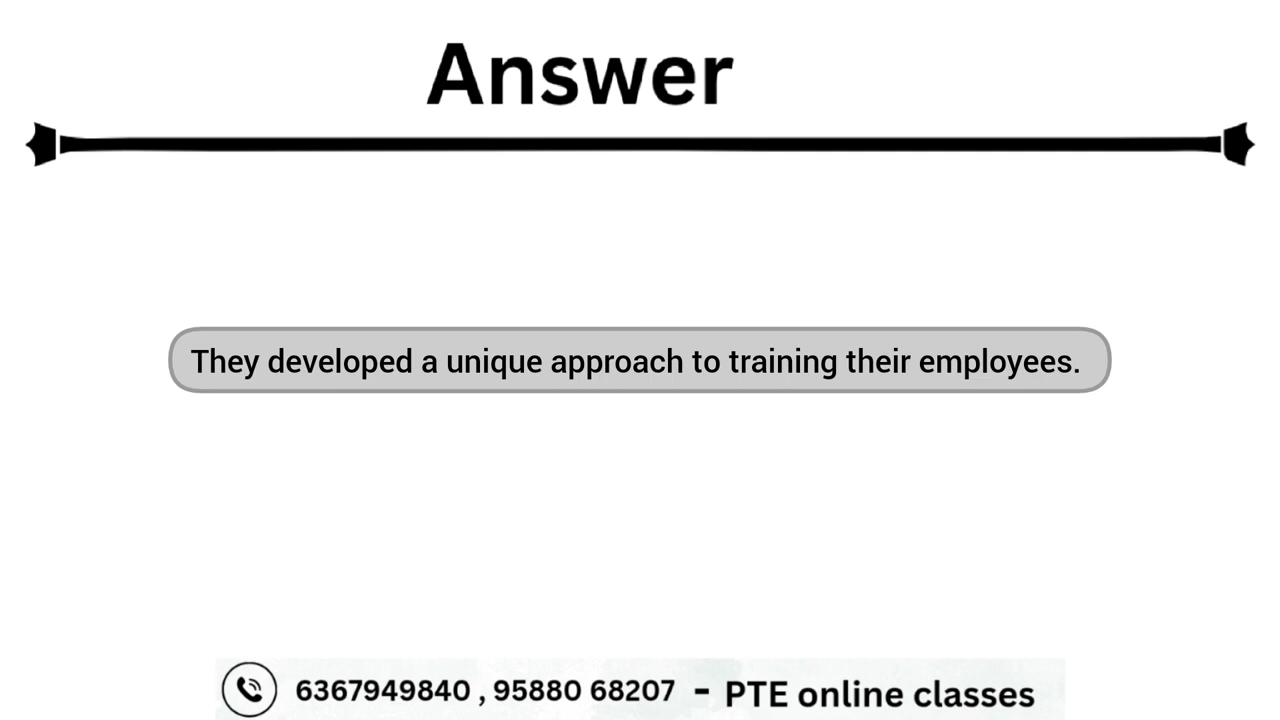 Answer
They developed a unique approach to training their employees.
6367949840 , 95880 68207 - PTE online classes